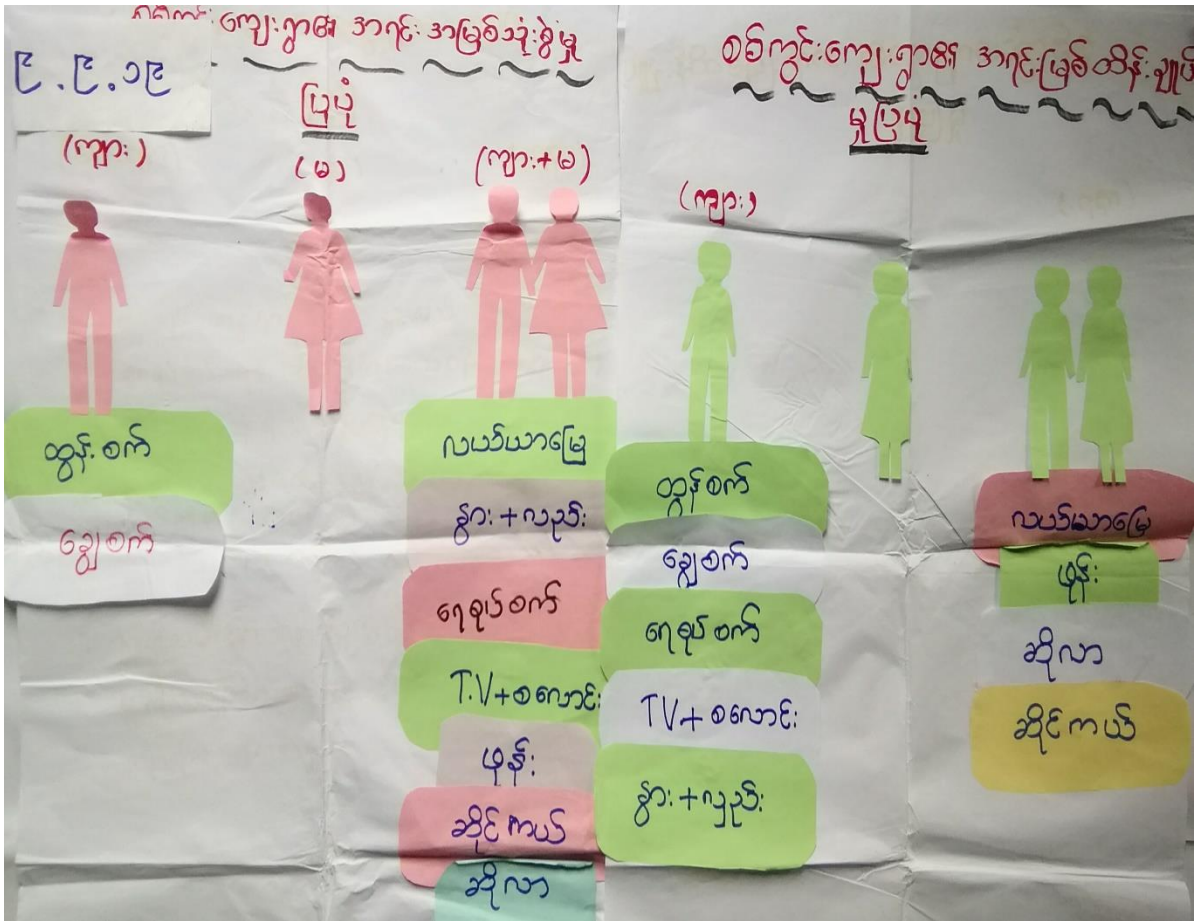 ကျေးရွာ၏ အရင်းအမြစ်သုံးစွဲမှု
၉.၉.၁၉
ပြပုံ
(ကျား)
(မ)
(ကျား+မ)
ထွန်းစက်
ချွေစက်
လယ်ယာမြေ
နွား+လှည်း
ရေစုပ်စက်
T.V+စလောင်း
ဖုန်း
ဆိုင်ကယ်
ဆိုလာ
စစ်ကွင်းကျေးရွာ၏ အရင်းမြစ်ထိန်းချုပ်
မှုပြပုံ
(ကျား)
ထွန်စက်
ချွေစက်
ရေစုပ်စက်
TV+စလောင်း
နွား+လှည်း
လယ်ယာမြေ
ဖုန်း
ဆိုလာ
ဆိုင်ကယ်